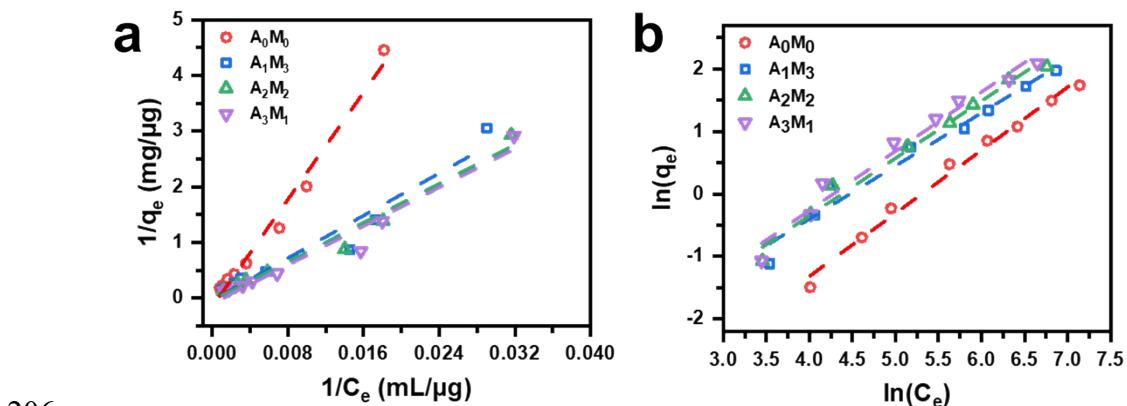 a
A₀M₀
A₁M₃
A₂M₂
A₃M₁
1/qₑ (mg/μg)
5
4
3
2
1
0
0.000 0.008 0.016 0.024 0.032 0.040
1/Cₑ (mL/μg)
b
A₀M₀
A₁M₃
A₂M₂
A₃M₁
ln(qₑ)
2
1
0
-1
-2
3.0 3.5 4.0 4.5 5.0 5.5 6.0 6.5 7.0 7.5
ln(Cₑ)